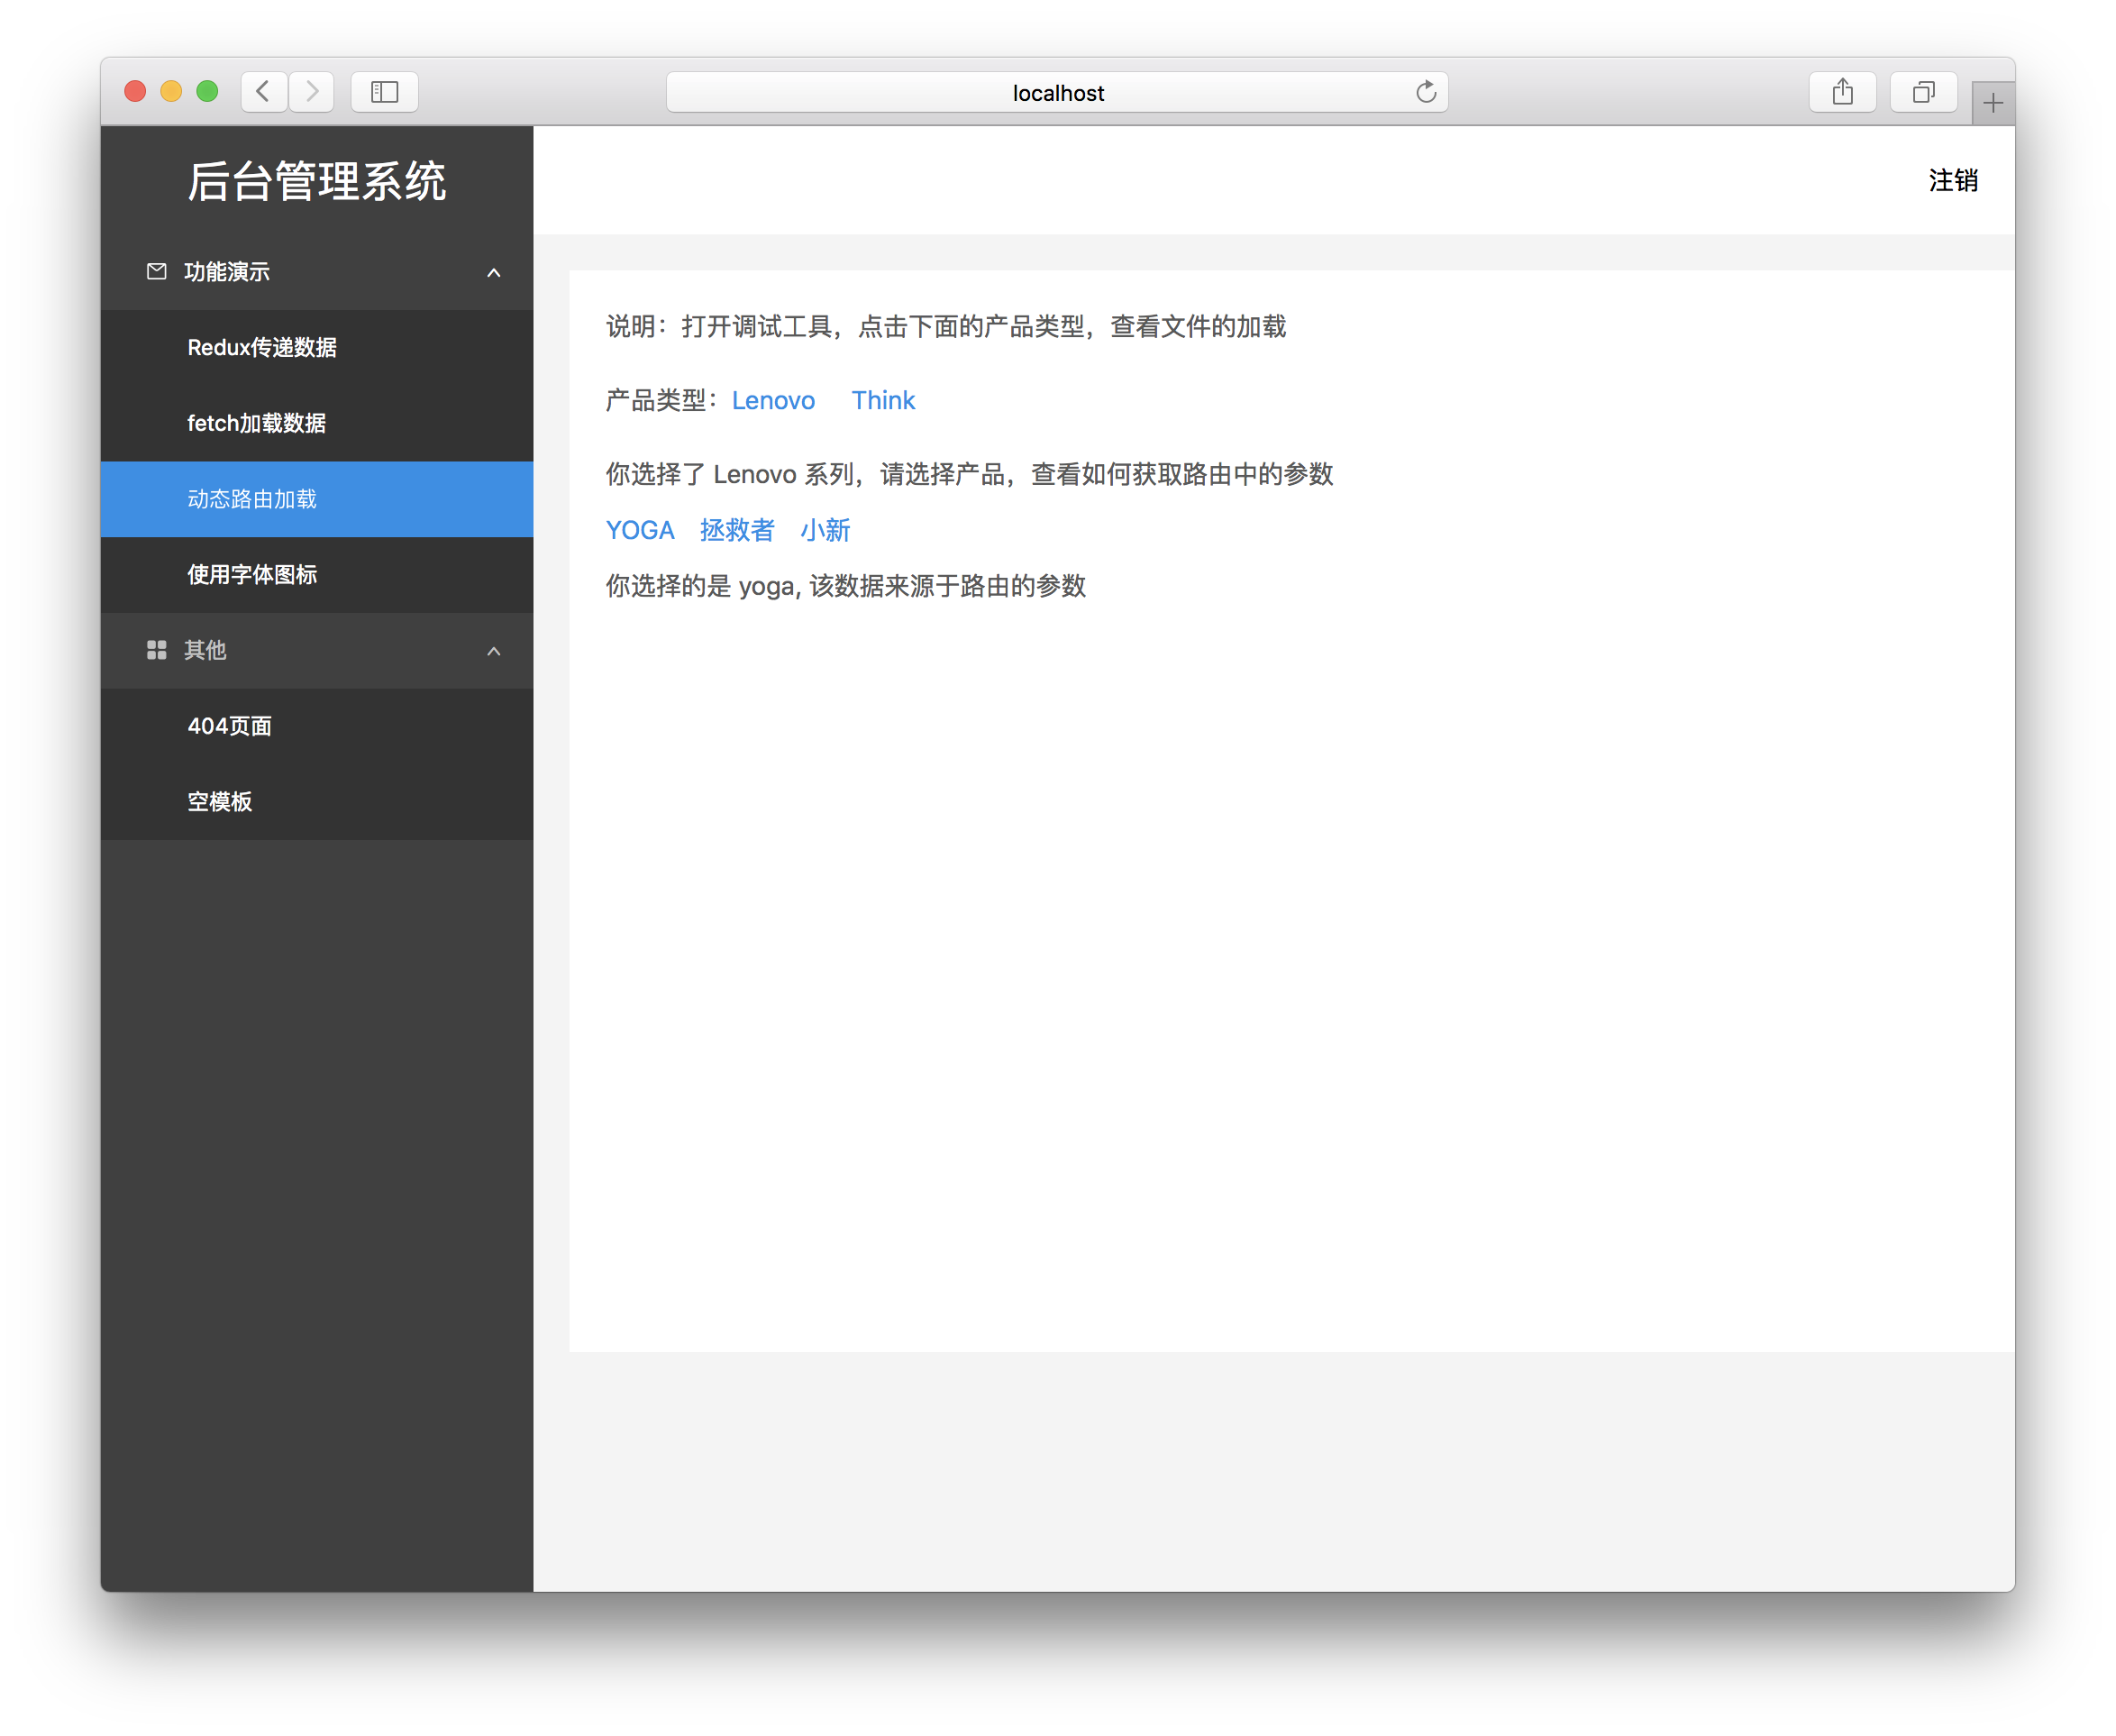 localhost
后台管理系统
注销
功能演示
Redux传递数据
fetch加载数据
动态路由加载
使用字体图标
其他
404页面
空模板
说明：打开调试工具，点击下面的产品类型，查看文件的加载
产品类型：Lenovo Think
你选择了 Lenovo 系列，请选择产品，查看如何获取路由中的参数
YOGA 拯救者 小新
你选择的是 yoga, 该数据来源于路由的参数